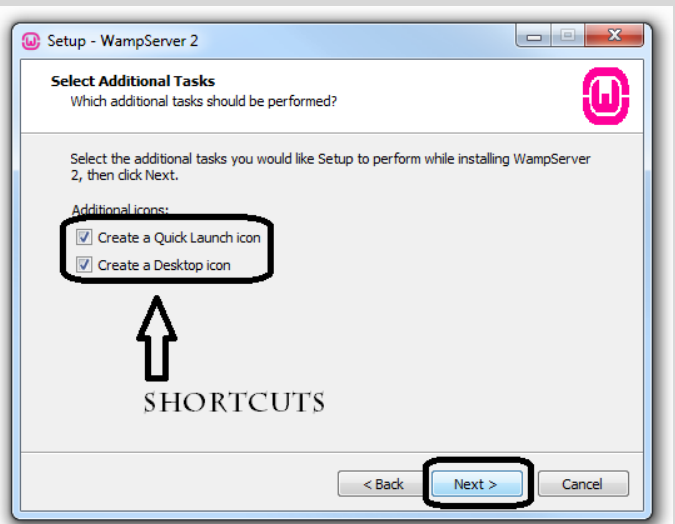 Setup - WampServer 2
Select Additional Tasks
Which additional tasks should be performed?
Select the additional tasks you would like Setup to perform while installing WampServer
2, then click Next.
Additional icons:
Create a Quick Launch icon
Create a Desktop icon
SHORTCUTS
< Back Next > Cancel